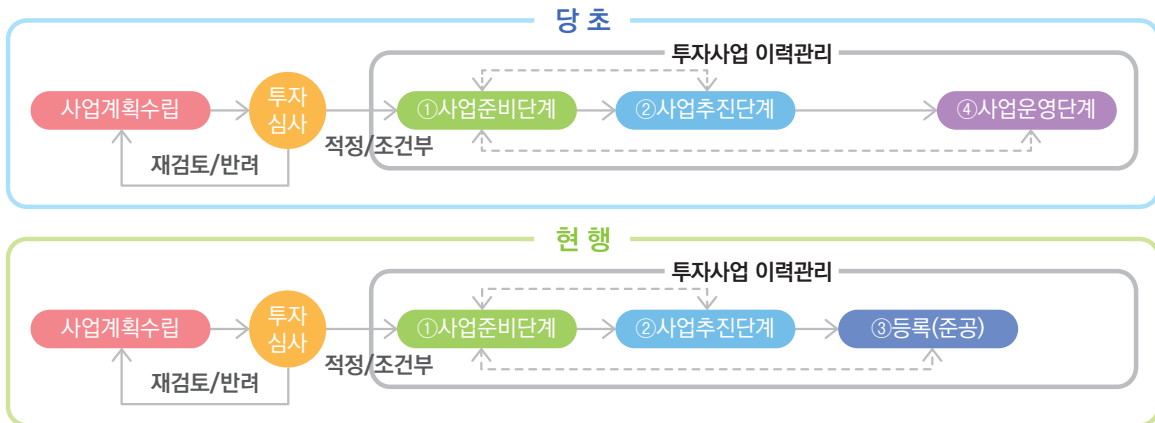 당 초
투자사업 이력관리
사업계획수립
투자
심사
①사업준비단계
②사업추진단계
④사업운영단계
적정/조건부
재검토/반려
현 행
투자사업 이력관리
사업계획수립
투자
심사
①사업준비단계
②사업추진단계
③등록(준공)
적정/조건부
재검토/반려